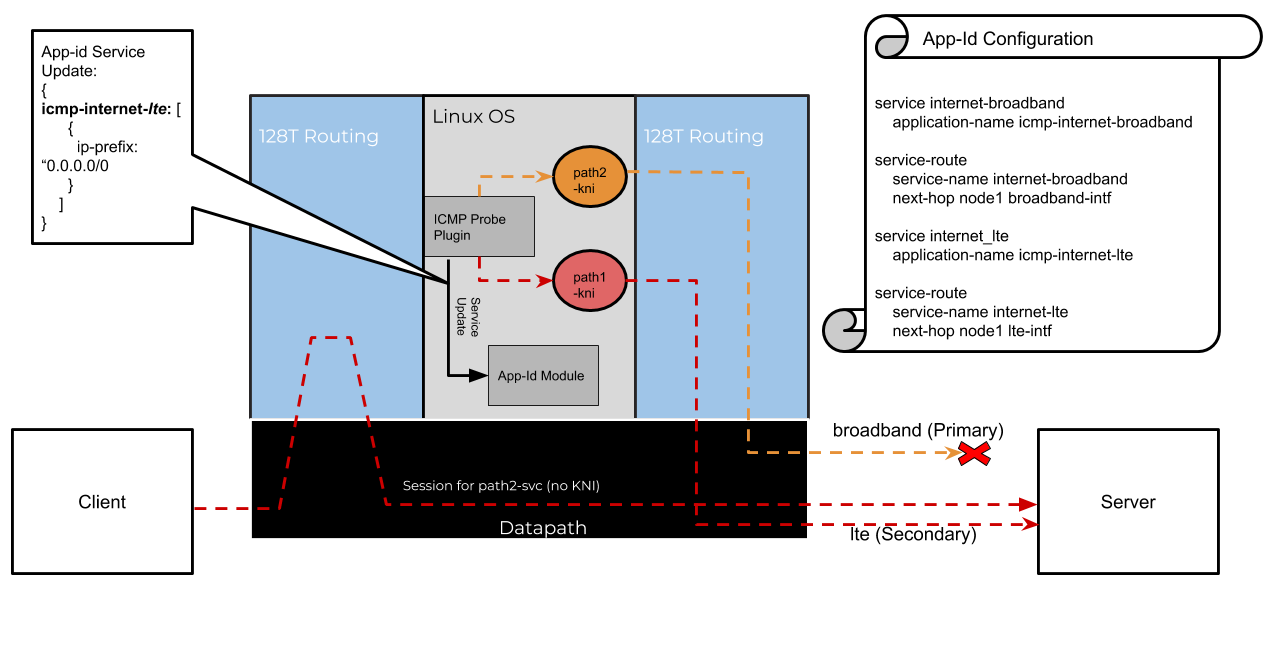 App-id Service
Update:
{
icmp-internet-lte: [
{
ip-prefix:
“0.0.0.0/0
}
]
}
128T Routing
Linux OS
128T Routing
path2
-kni
ICMP Probe
Plugin
path1
-kni
Service
Update
App-Id Module
App-Id Configuration
service internet-broadband
application-name icmp-internet-broadband
service-route
service-name internet-broadband
next-hop node1 broadband-intf
service internet_lte
application-name icmp-internet-lte
service-route
service-name internet-lte
next-hop node1 lte-intf
Client
Session for path2-svc (no KNI)
Datapath
broadband (Primary)
lte (Secondary)
Server